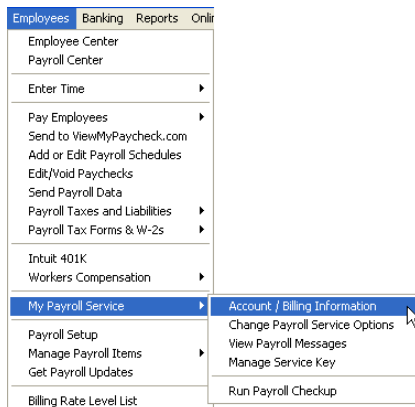 Employees Banking Reports
Employee Center
Payroll Center
Enter Time
Pay Employees
Send to ViewMyPaycheck.com
Add or Edit Payroll Schedules
Edit/Void Paychecks
Send Payroll Data
Payroll Taxes and Liabilities
Payroll Tax Forms & W-2s
Intuit 401K
Workers Compensation
My Payroll Service
Account / Billing Information
Change Payroll Service Options
View Payroll Messages
Manage Service Key
Run Payroll Checkup
Payroll Setup
Manage Payroll Items
Get Payroll Updates
Billing Rate Level List